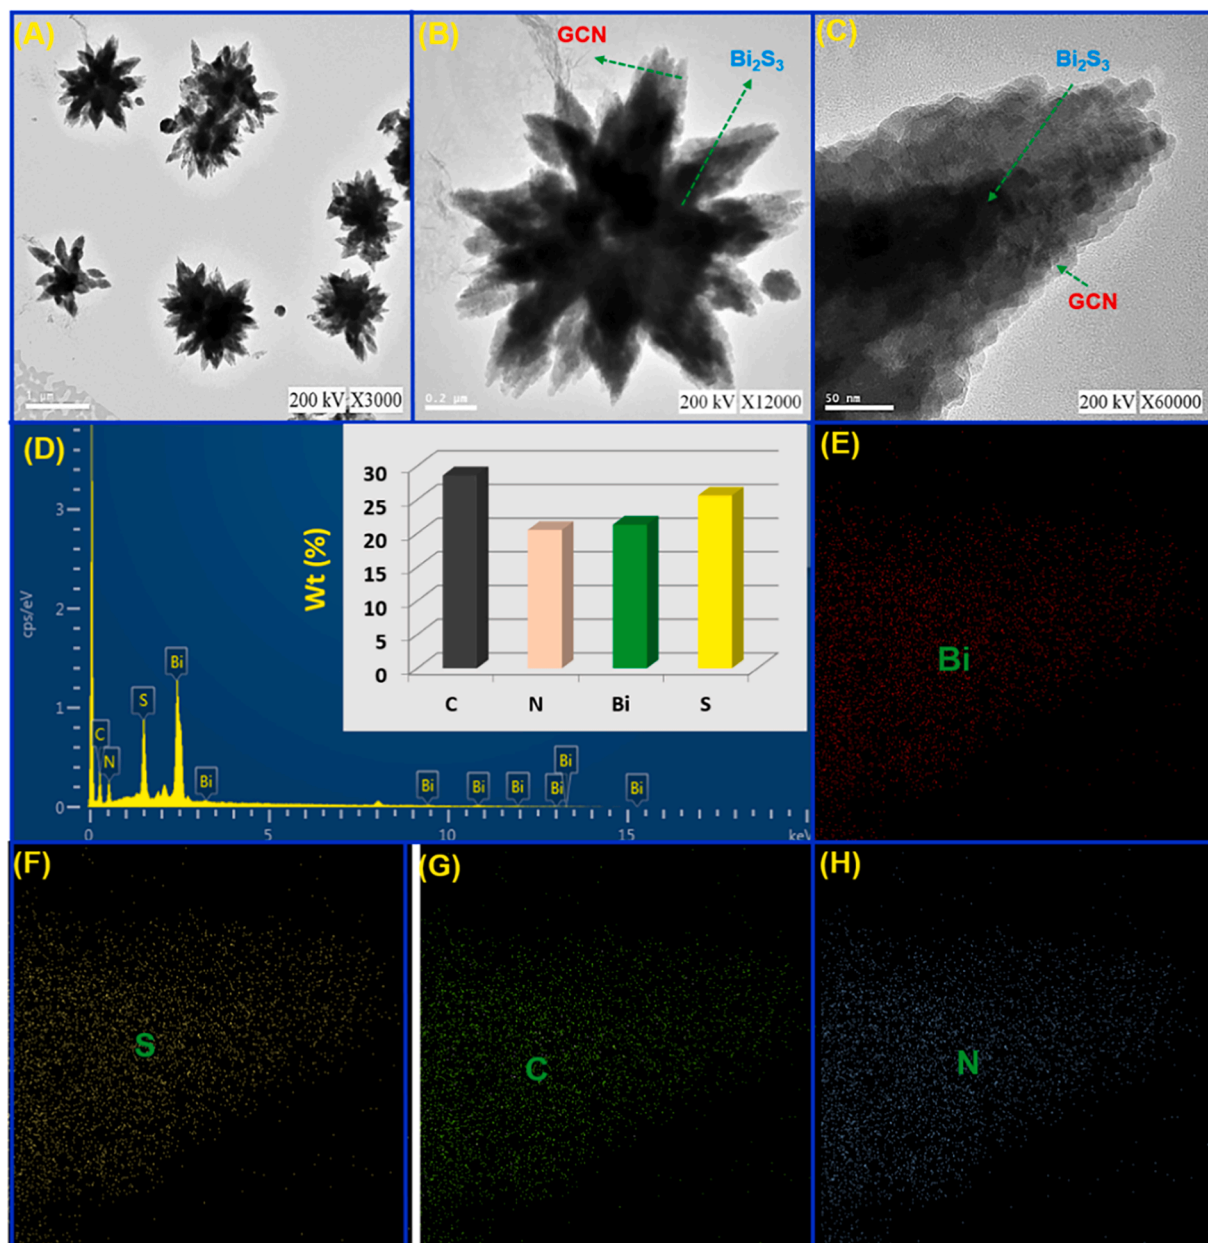 (A)
1 μm
200 kV X3000
(B)
GCN
Bi2S3
0.2 μm
200 kV X12000
(C)
Bi2S3
GCN
50 nm
200 kV X60000
(D)
cps/eV
3
2
1
0
C
N
S
Bi
Bi
Bi
Bi
Bi
Bi
Bi
Bi
0
5
10
15
keV
Wt (%)
30
25
20
15
10
5
0
C
N
Bi
S
(E)
Bi
(F)
S
(G)
C
(H)
N